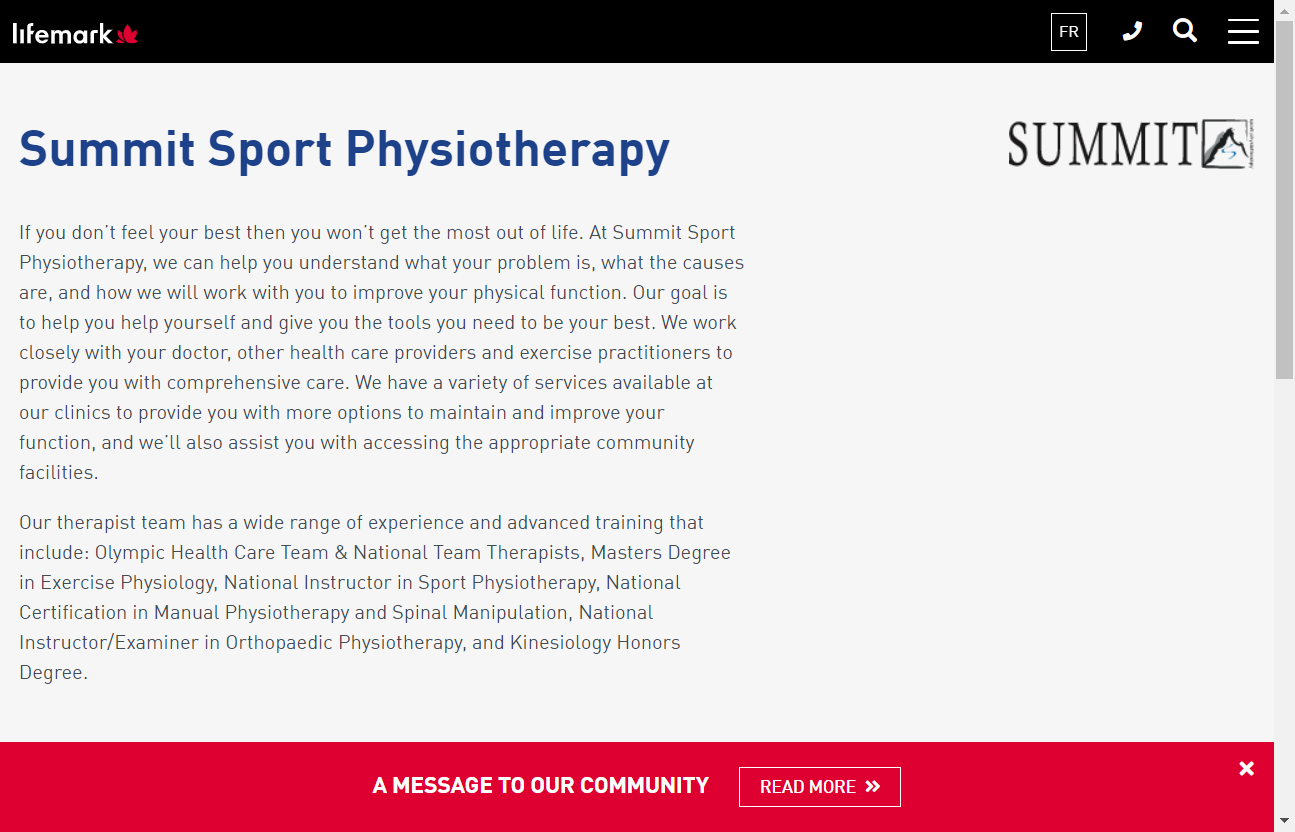 lifemark
FR
Summit Sport Physiotherapy
SUMMIT
If you don’t feel your best then you won’t get the most out of life. At Summit Sport
Physiotherapy, we can help you understand what your problem is, what the causes
are, and how we will work with you to improve your physical function. Our goal is
to help you help yourself and give you the tools you need to be your best. We work
closely with your doctor, other health care providers and exercise practitioners to
provide you with comprehensive care. We have a variety of services available at
our clinics to provide you with more options to maintain and improve your
function, and we’ll also assist you with accessing the appropriate community
facilities.
Our therapist team has a wide range of experience and advanced training that
include: Olympic Health Care Team & National Team Therapists, Masters Degree
in Exercise Physiology, National Instructor in Sport Physiotherapy, National
Certification in Manual Physiotherapy and Spinal Manipulation, National
Instructor/Examiner in Orthopaedic Physiotherapy, and Kinesiology Honors
Degree.
A MESSAGE TO OUR COMMUNITY
READ MORE